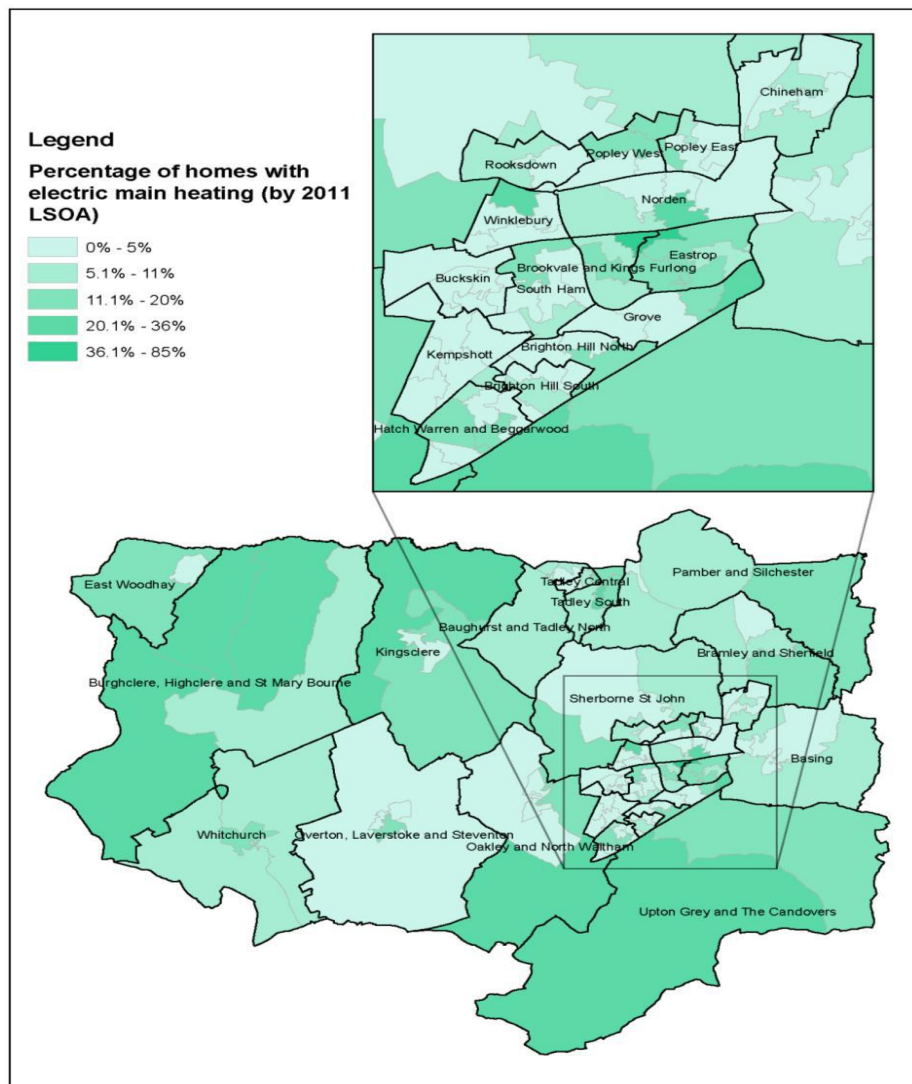 Legend
Percentage of homes with
electric main heating (by 2011
LSOA)
0% - 5%
5.1% - 11%
11.1% - 20%
20.1% - 36%
36.1% - 85%
Chineham
Rooksdown
Popley West
Popley East
Norden
Winklebury
Eastrop
Brookvale and Kings Furlong
Buckskin
South Ham
Grove
Kempshott
Brighton Hill North
Brighton Hill South
Hatch Warren and Beggarwood
East Woodhay
Tadley Central
Pamber and Silchester
Tadley South
Baughurst and Tadley North
Kingsclere
Bramley and Sherfield
Burghclere, Highclere and St Mary Bourne
Sherborne St John
Basing
Whitchurch
Overton, Laverstoke and Steventon
Oakley and North Waltham
Upton Grey and The Candovers